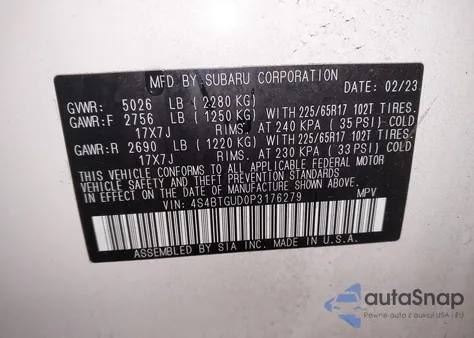 MFD BY SUBARU CORPORATION
DATE: 02/23
GVWR: 5026 LB (2280 KG)
GAWR:F 2756 LB (1250 KG) WITH 225/65R17 102T TIRES.
17X7J RIMS. AT 240 KPA (35 PSI) COLD
GAWR:R 2690 LB (1220 KG) WITH 225/65R17 102T TIRES.
17X7J RIMS. AT 230 KPA (33 PSI) COLD
THIS VEHICLE CONFORMS TO ALL APPLICABLE FEDERAL MOTOR
VEHICLE SAFETY AND THEFT PREVENTION STANDARDS IN EFFECT
ON THE DATE OF MANUFACTURE SHOWN ABOVE.
VIN: 4S4BTGUD0P3176279 MPV
ASSEMBLED BY SIA INC. MADE IN U.S.A.
autoSnap
Pewne auto z USA i EU